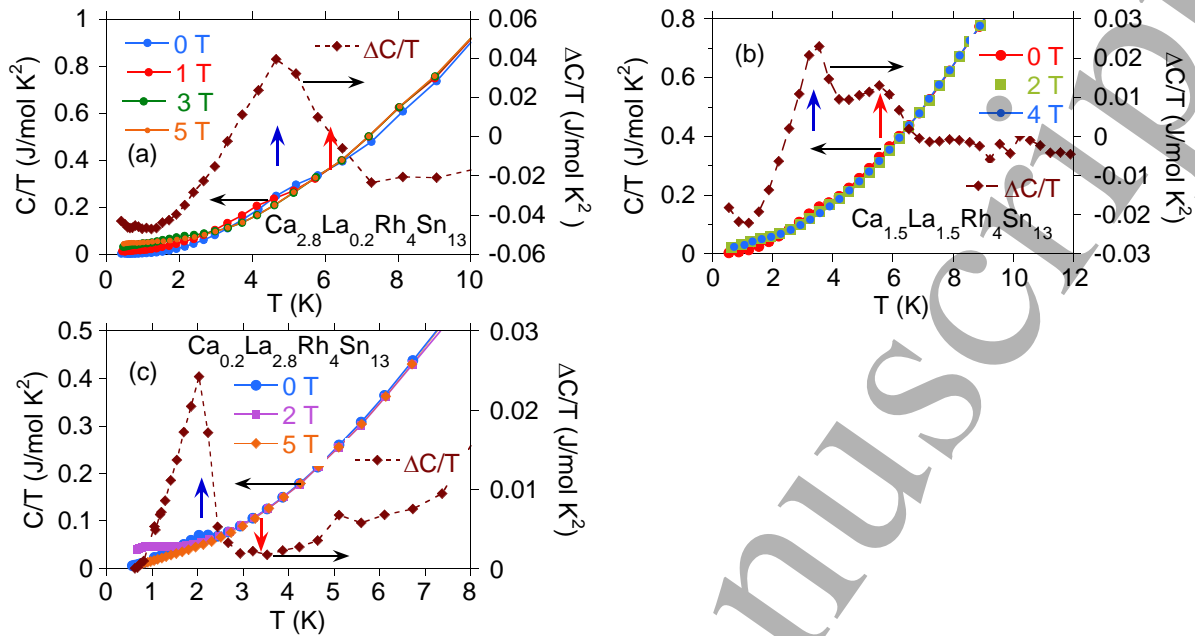 1
0.8
0.6
0.4
0.2
0
C/T (J/mol K²)
0 T
1 T
3 T
5 T
(a)
ΔC/T
0.06
0.04
0.02
0
-0.02
-0.04
-0.06
ΔC/T (J/mol K²)
Ca₂.₈La₀.₂Rh₄Sn₁₃
0 2 4 6 8 10
T (K)
0.8
0.6
0.4
0.2
0
C/T (J/mol K²)
(b)
0 T
2 T
4 T
0.03
0.02
0.01
0
-0.01
-0.02
-0.03
ΔC/T (J/mol K²)
ΔC/T
Ca₁.₅La₁.₅Rh₄Sn₁₃
0 2 4 6 8 10 12
T (K)
0.5
0.4
0.3
0.2
0.1
0
C/T (J/mol K²)
(c)
Ca₀.₂La₂.₈Rh₄Sn₁₃
0 T
2 T
5 T
ΔC/T
0.03
0.02
0.01
0
ΔC/T (J/mol K²)
0 1 2 3 4 5 6 7 8
T (K)
nuscrip